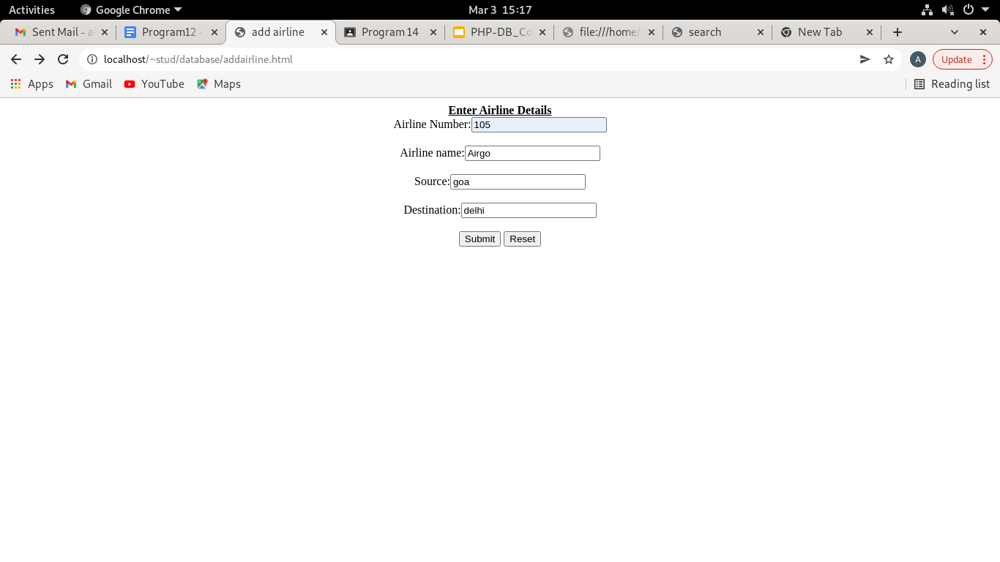 Activities Google Chrome Mar 3 15:17
Sent Mail - al Program12 - add airline Program 14 PHP-DB_Co file:///home/ search New Tab
localhost/~stud/database/addairline.html A Update
Apps Gmail YouTube Maps Reading list
Enter Airline Details
Airline Number: 105
Airline name: Airgo
Source: goa
Destination: delhi
Submit Reset